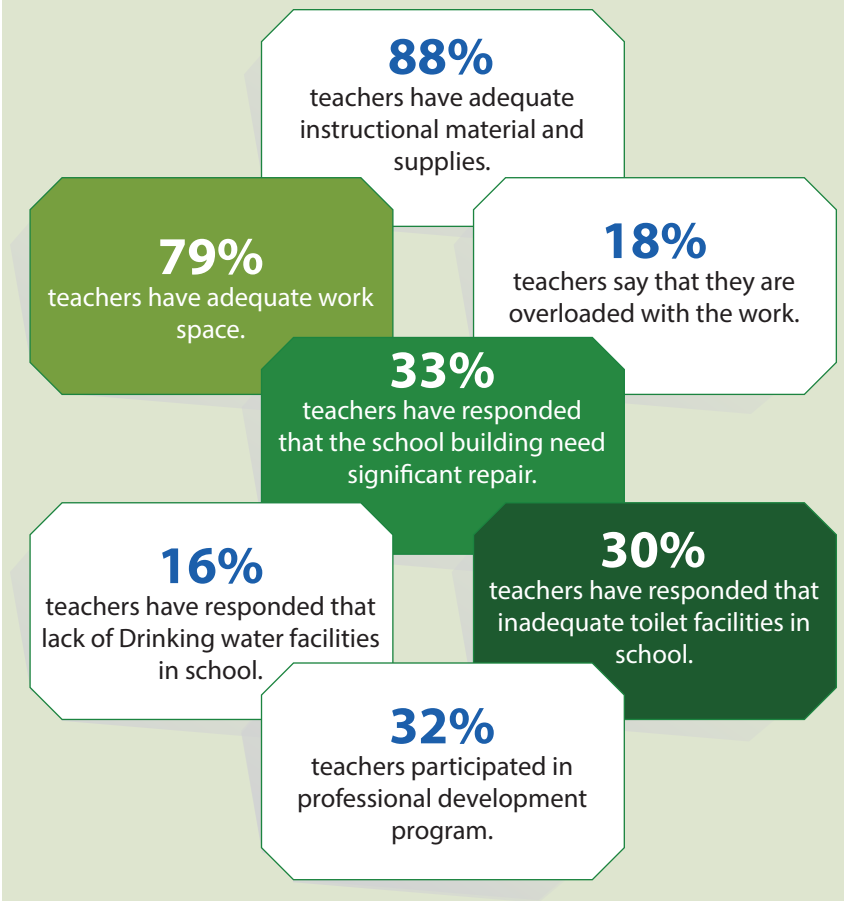 88%
teachers have adequate
instructional material and
supplies.
79%
teachers have adequate work
space.
18%
teachers say that they are
overloaded with the work.
33%
teachers have responded
that the school building need
significant repair.
16%
teachers have responded that
lack of Drinking water facilities
in school.
30%
teachers have responded that
inadequate toilet facilities in
school.
32%
teachers participated in
professional development
program.